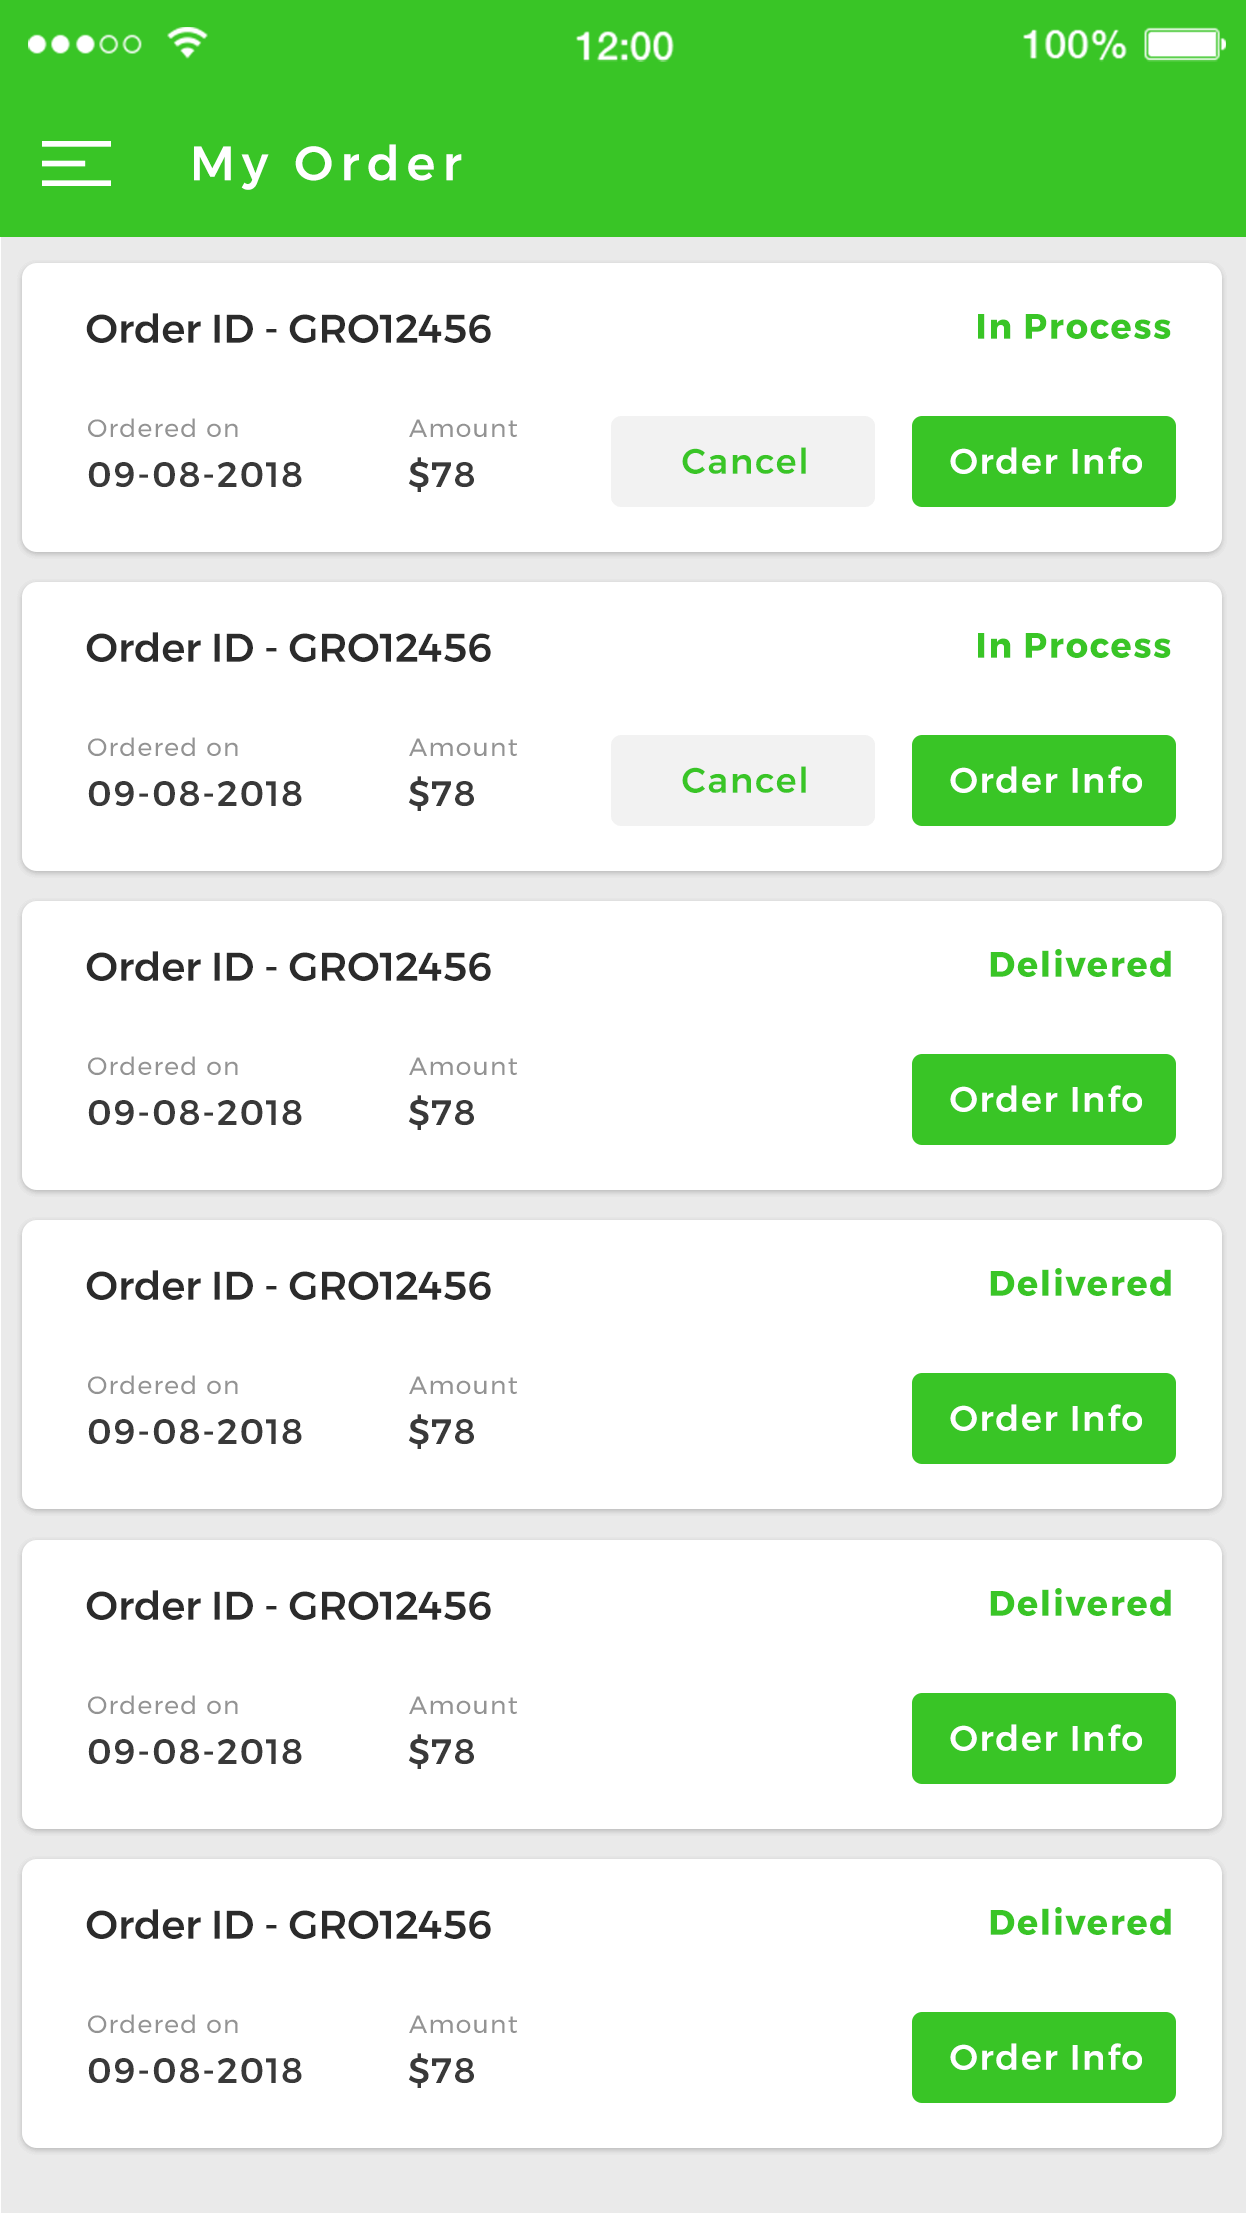 12:00 100%
My Order
Order ID - GRO12456 In Process
Ordered on Amount
09-08-2018 $78 Cancel Order Info
Order ID - GRO12456 In Process
Ordered on Amount
09-08-2018 $78 Cancel Order Info
Order ID - GRO12456 Delivered
Ordered on Amount
09-08-2018 $78 Order Info
Order ID - GRO12456 Delivered
Ordered on Amount
09-08-2018 $78 Order Info
Order ID - GRO12456 Delivered
Ordered on Amount
09-08-2018 $78 Order Info
Order ID - GRO12456 Delivered
Ordered on Amount
09-08-2018 $78 Order Info